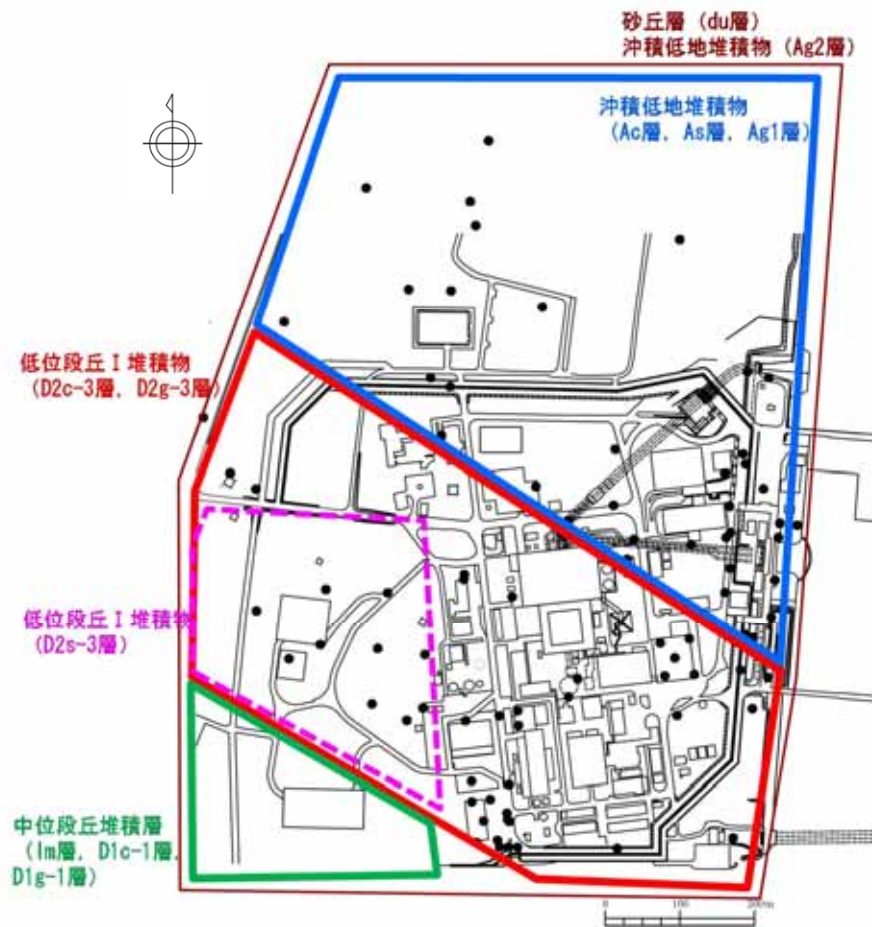 砂丘層 (du層)
沖積低地堆積物 (Ag2層)
沖積低地堆積物
(Ac層, As層, Ag1層)
低位段丘Ⅰ堆積物
(D2c-3層, D2g-3層)
低位段丘Ⅰ堆積物
(D2s-3層)
中位段丘堆積層
(lm層, D1c-1層,
D1g-1層)
0 100 200m